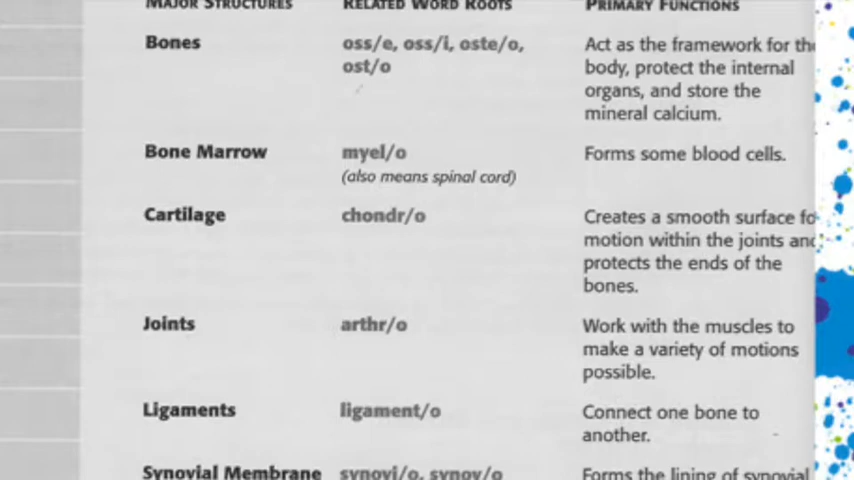 MAJOR STRUCTURES RELATED WORD ROOTS PRIMARY FUNCTIONS
Bones oss/e, oss/i, oste/o, Act as the framework for the
ost/o body, protect the internal
organs, and store the
mineral calcium.
Bone Marrow myel/o Forms some blood cells.
(also means spinal cord)
Cartilage chondr/o Creates a smooth surface fo
motion within the joints and
protects the ends of the
bones.
Joints arthr/o Work with the muscles to
make a variety of motions
possible.
Ligaments ligament/o Connect one bone to
another.
Synovial Membrane synovi/o, synov/o Forms the lining of synovial